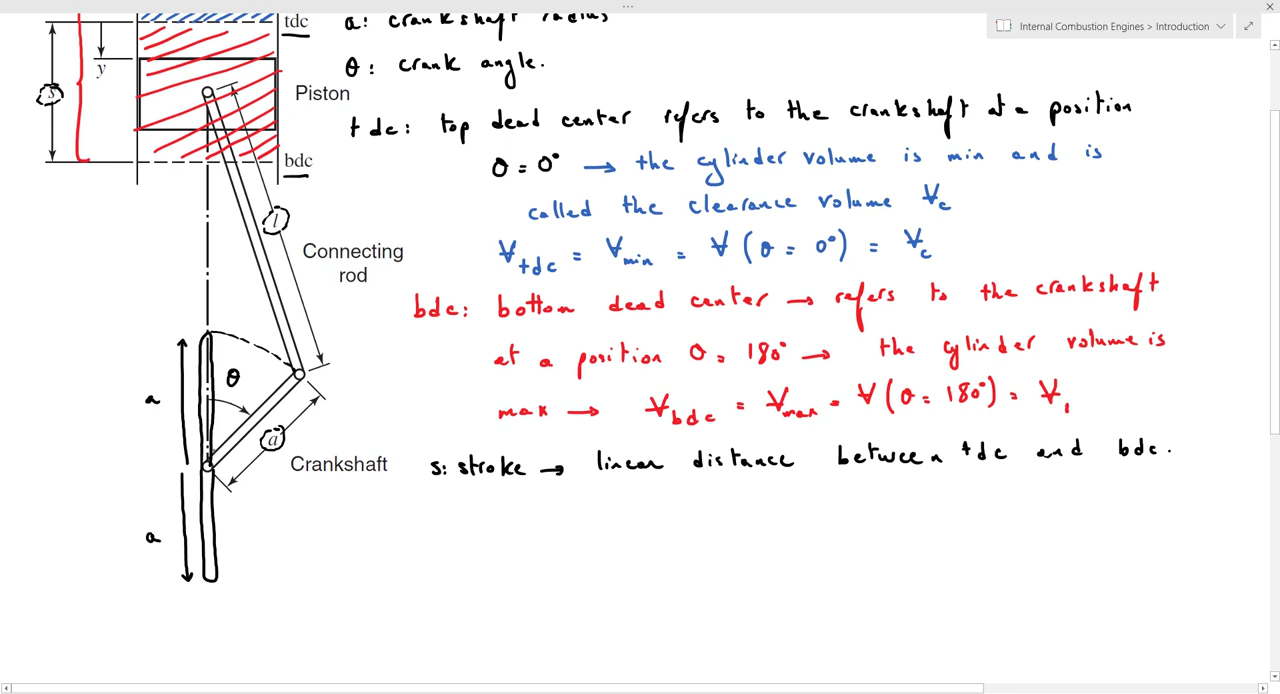 Internal Combustion Engines > Introduction
tdc
a: crankshaft radius
y
θ: crank angle.
s
Piston
tdc: top dead center refers to the crankshaft at a position
bdc
θ = 0° → the cylinder volume is min and is
l
called the clearance volume V̶c
Connecting
rod
V̶tdc = V̶min = V̶ (θ = 0°) = V̶c
bdc: bottom dead center → refers to the crankshaft
at a position θ = 180° → the cylinder volume is
θ
a
max → V̶bdc = V̶max = V̶ (θ = 180°) = V̶1
a
Crankshaft
s: stroke → linear distance between tdc and bdc.
a